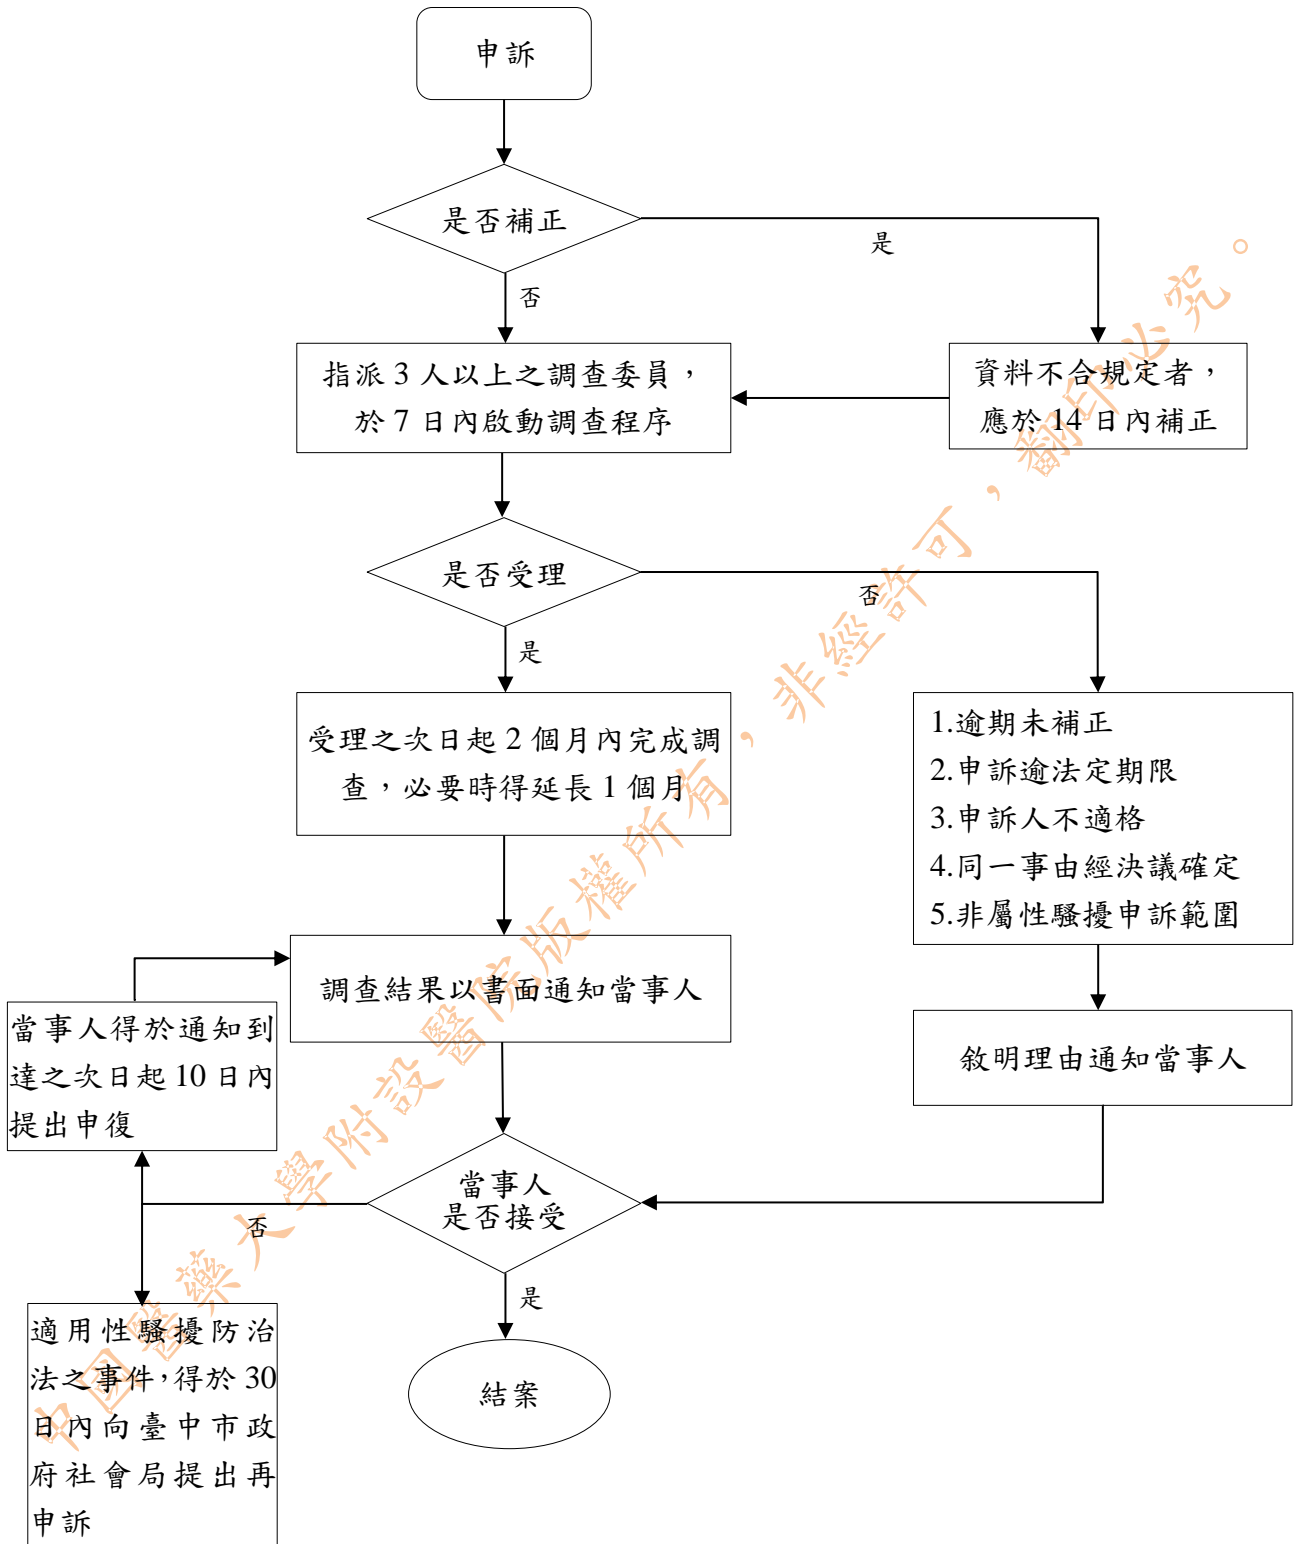 申訴
是否補正
是
否
指派 3 人以上之調查委員，
於 7 日內啟動調查程序
資料不合規定者，
應於 14 日內補正
是否受理
否
是
受理之次日起 2 個月內完成調
查，必要時得延長 1 個月
1.逾期未補正
2.申訴逾法定期限
3.申訴人不適格
4.同一事由經決議確定
5.非屬性騷擾申訴範圍
調查結果以書面通知當事人
當事人得於通知到
達之次日起 10 日內
提出申復
敘明理由通知當事人
當事人
是否接受
否
是
適用性騷擾防治
法之事件，得於 30
日內向臺中市政
府社會局提出再
申訴
結案
中國醫藥大學附設醫院版權所有，非經許可，翻印必究。